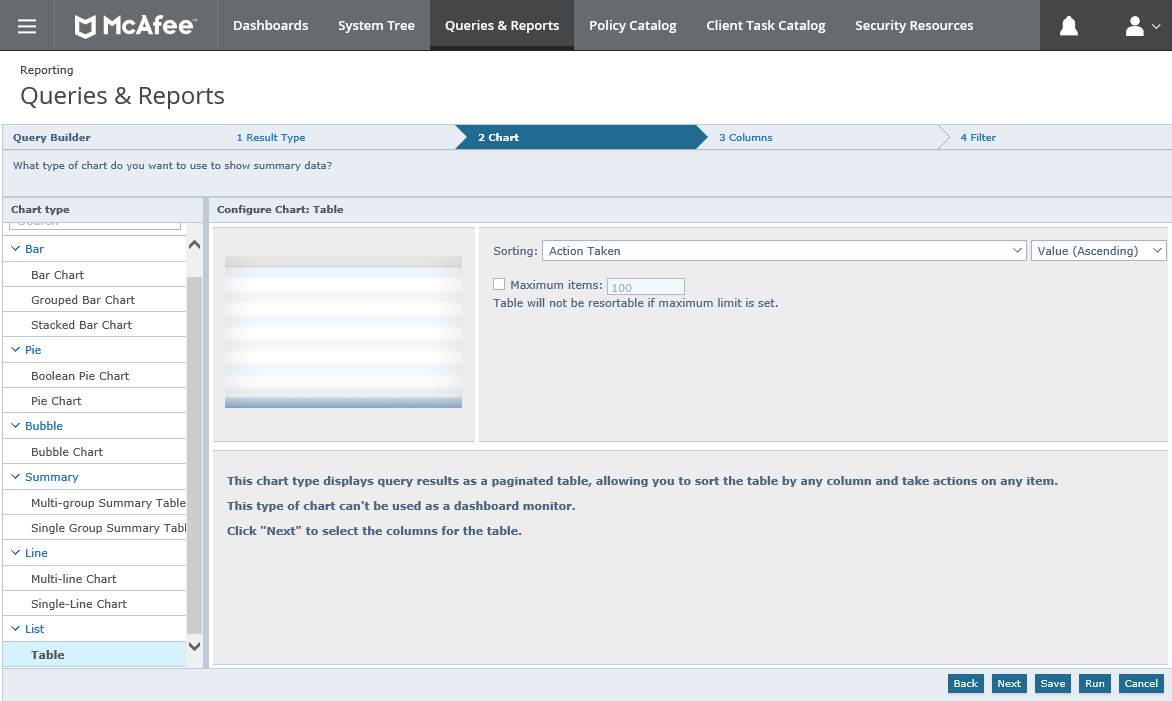 McAfee™
Dashboards
System Tree
Queries & Reports
Policy Catalog
Client Task Catalog
Security Resources
Reporting
Queries & Reports
Query Builder
1 Result Type
2 Chart
3 Columns
4 Filter
What type of chart do you want to use to show summary data?
Chart type
Configure Chart: Table
Bar
Bar Chart
Grouped Bar Chart
Stacked Bar Chart
Pie
Boolean Pie Chart
Pie Chart
Bubble
Bubble Chart
Summary
Multi-group Summary Table
Single Group Summary Tabl
Line
Multi-line Chart
Single-Line Chart
List
Table
Sorting: Action Taken Value (Ascending)
Maximum items: 100
Table will not be resortable if maximum limit is set.
This chart type displays query results as a paginated table, allowing you to sort the table by any column and take actions on any item.
This type of chart can't be used as a dashboard monitor.
Click "Next" to select the columns for the table.
Back
Next
Save
Run
Cancel